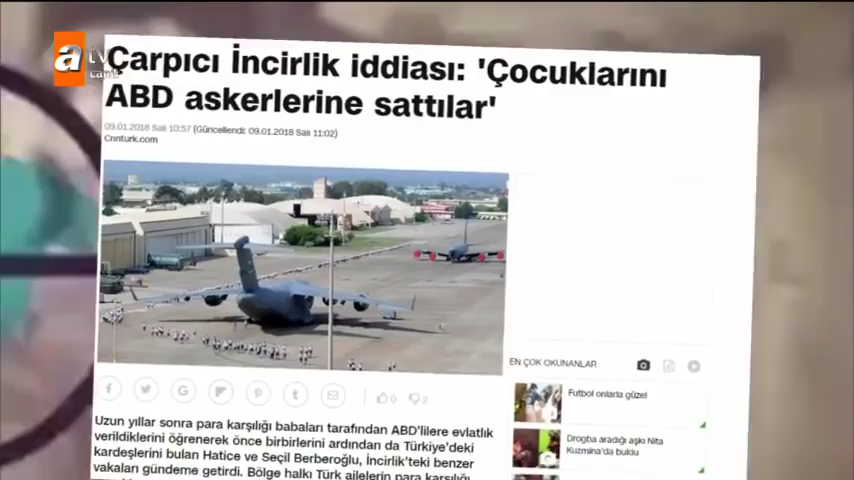 a tv
canlı
Çarpıcı İncirlik iddiası: 'Çocuklarını
ABD askerlerine sattılar'
09.01.2018 Salı 10:57 (Güncellendi: 09.01.2018 Salı 11:02)
Cnnturk.com
0
2
EN ÇOK OKUNANLAR
Futbol onlarla güzel
Drogba aradığı aşkı Nita
Kuzmina'da buldu
Uzun yıllar sonra para karşılığı babaları tarafından ABD'lilere evlatlık
verildiklerini öğrenerek önce birbirlerini ardından da Türkiye'deki
kardeşlerini bulan Hatice ve Seçil Berberoğlu, İncirlik'teki benzer
vakaları gündeme getirdi. Bölge halkı Türk ailelerin para karşılığı